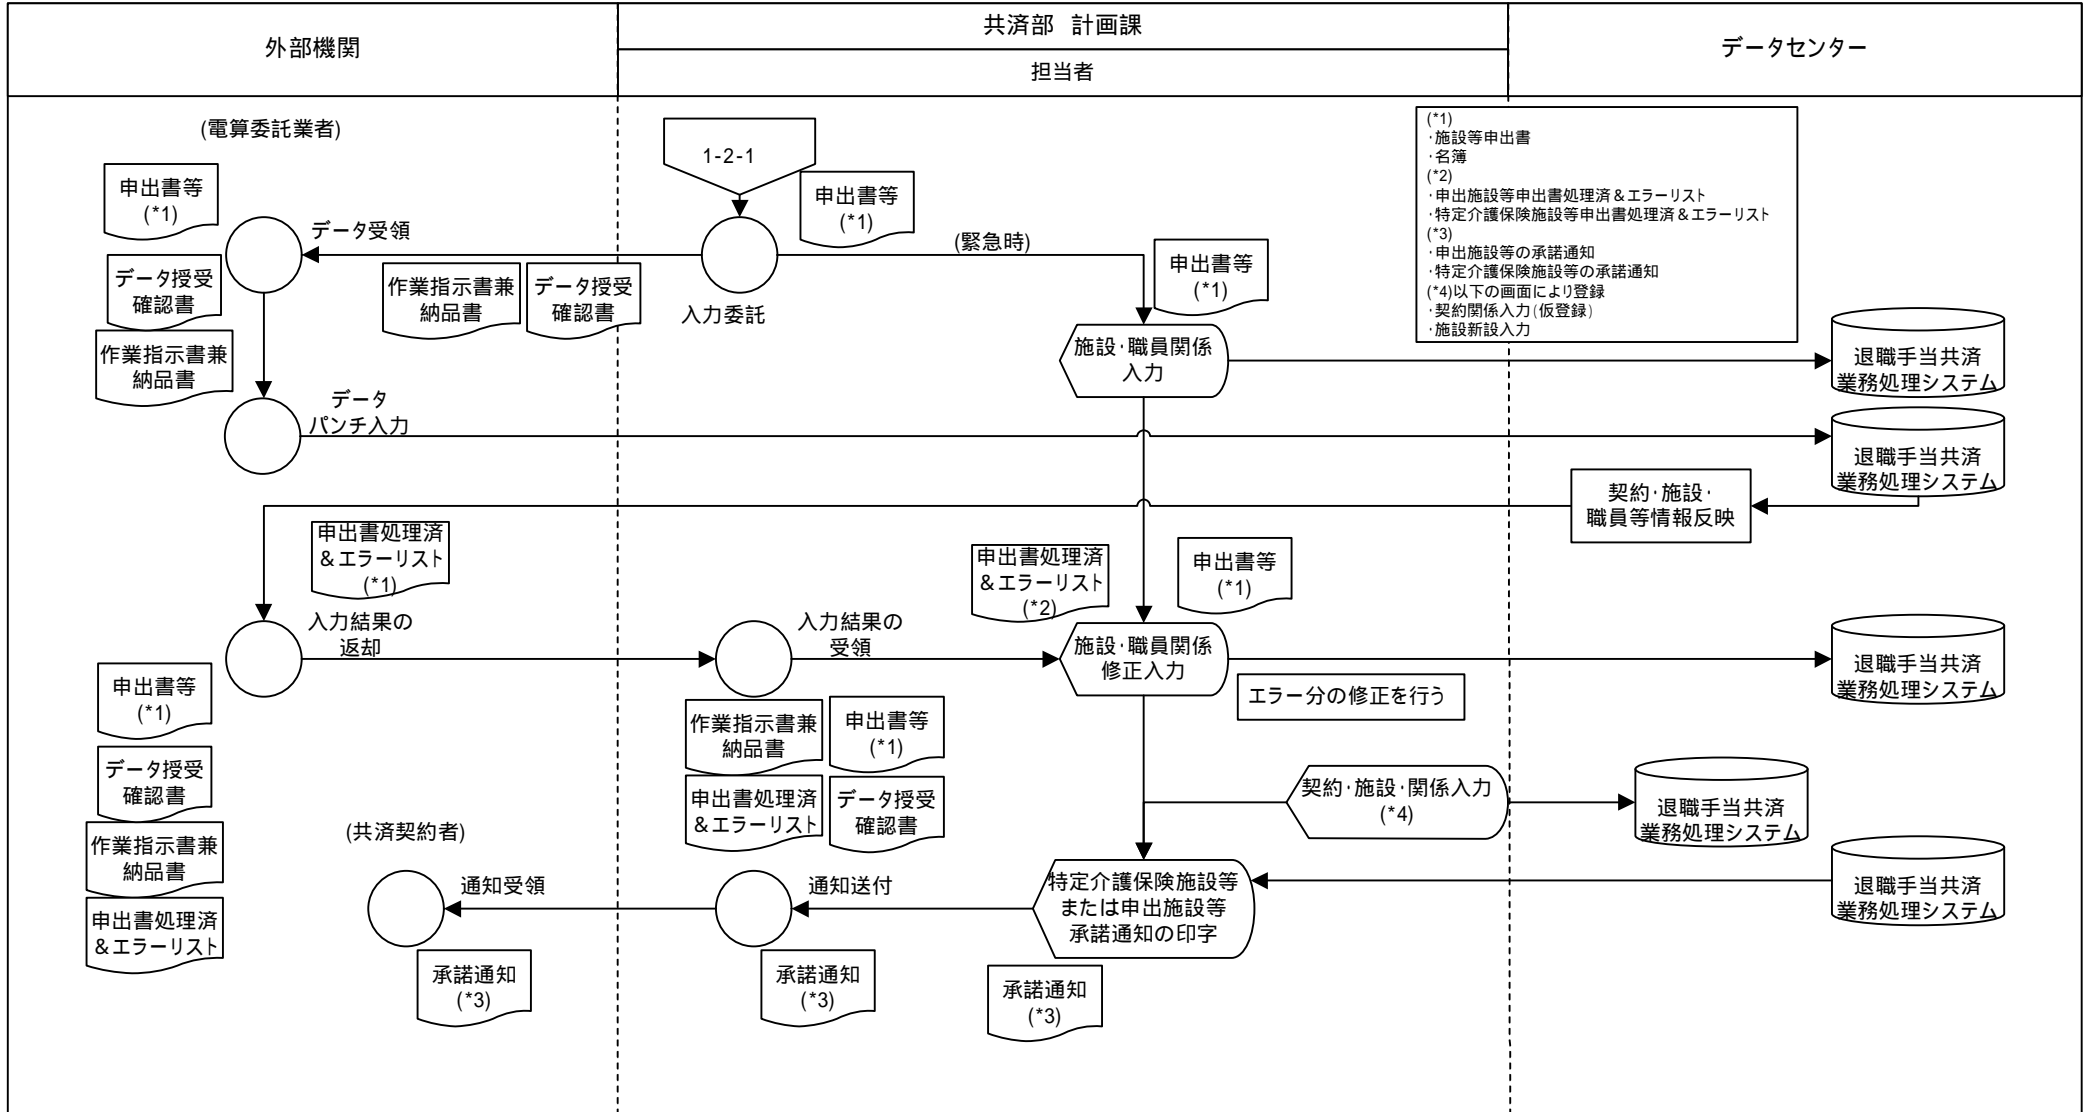 外部機関
共済部 計画課
担当者
データセンター
(電算委託業者)
申出書等
(*1)
データ受領
データ授受
確認書
作業指示書兼
納品書
データ
パンチ入力
作業指示書兼
納品書
データ授受
確認書
1-2-1
申出書等
(*1)
入力委託
(緊急時)
申出書等
(*1)
(*1)
・施設等申出書
・名簿
(*2)
・申出施設等申出書処理済&エラーリスト
・特定介護保険施設等申出書処理済&エラーリスト
(*3)
・申出施設等の承諾通知
・特定介護保険施設等の承諾通知
(*4)以下の画面により登録
・契約関係入力(仮登録)
・施設新設入力
施設・職員関係
入力
退職手当共済
業務処理システム
退職手当共済
業務処理システム
契約・施設・
職員等情報反映
申出書処理済
&エラーリスト
(*1)
入力結果の
返却
申出書処理済
&エラーリスト
(*2)
申出書等
(*1)
入力結果の
受領
施設・職員関係
修正入力
エラー分の修正を行う
退職手当共済
業務処理システム
申出書等
(*1)
データ授受
確認書
作業指示書兼
納品書
申出書処理済
&エラーリスト
作業指示書兼
納品書
申出書等
(*1)
申出書処理済
&エラーリスト
データ授受
確認書
契約・施設・関係入力
(*4)
退職手当共済
業務処理システム
(共済契約者)
通知受領
承諾通知
(*3)
通知送付
承諾通知
(*3)
特定介護保険施設等
または申出施設等
承諾通知の印字
承諾通知
(*3)
退職手当共済
業務処理システム